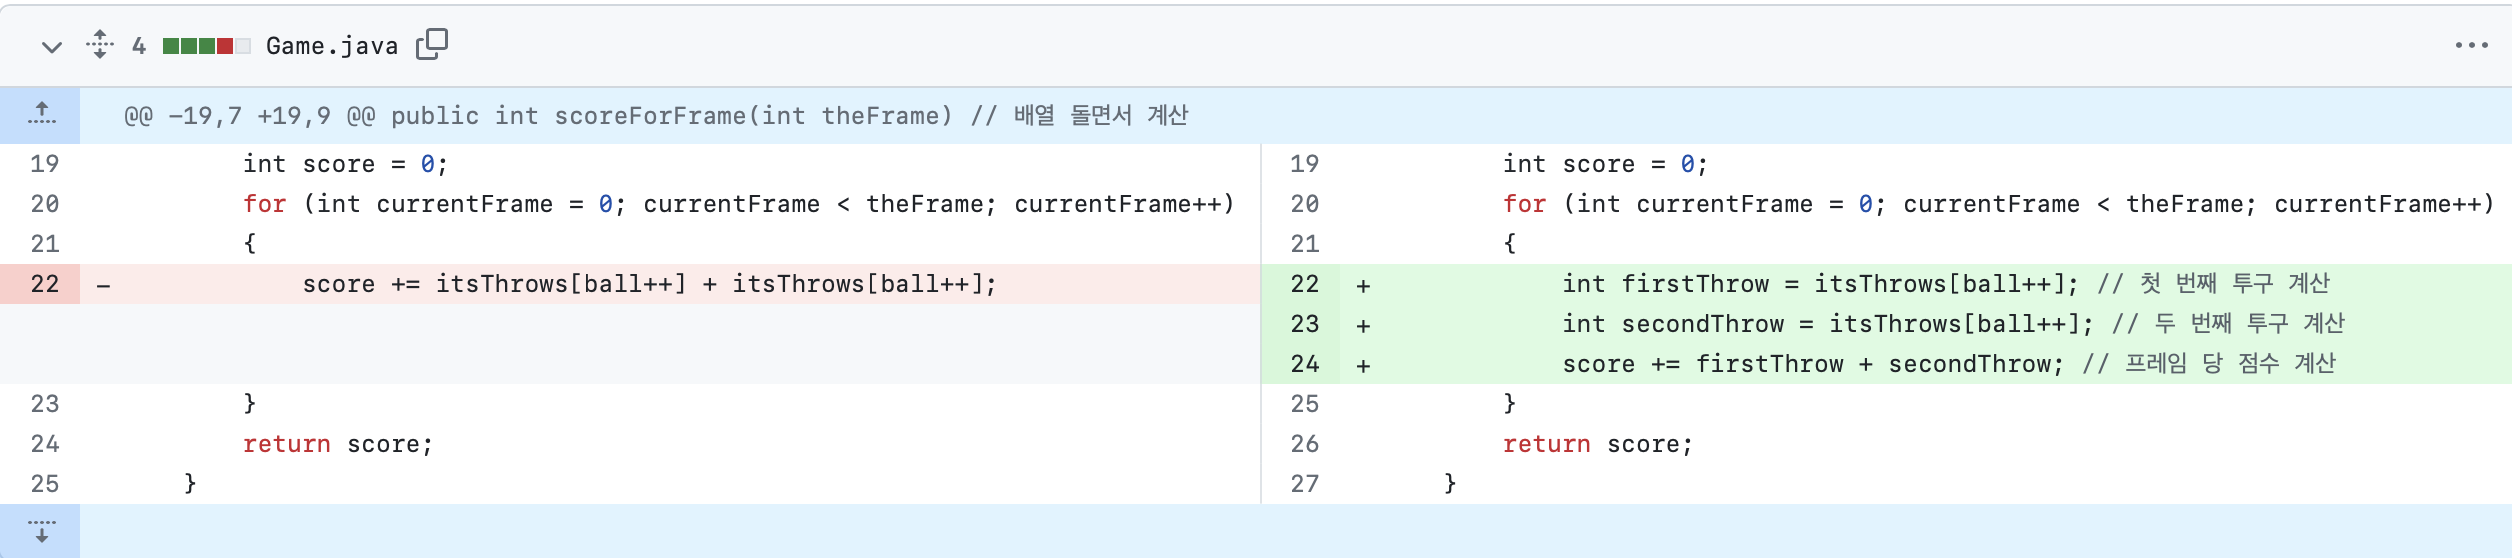 4 Game.java
@@ -19,7 +19,9 @@ public int scoreForFrame(int theFrame) // 배열 돌면서 계산
19 int score = 0;
20 for (int currentFrame = 0; currentFrame < theFrame; currentFrame++)
21 {
22 - score += itsThrows[ball++] + itsThrows[ball++];
23 }
24 return score;
25 }
19 int score = 0;
20 for (int currentFrame = 0; currentFrame < theFrame; currentFrame++)
21 {
22 + int firstThrow = itsThrows[ball++]; // 첫 번째 투구 계산
23 + int secondThrow = itsThrows[ball++]; // 두 번째 투구 계산
24 + score += firstThrow + secondThrow; // 프레임 당 점수 계산
25 }
26 return score;
27 }